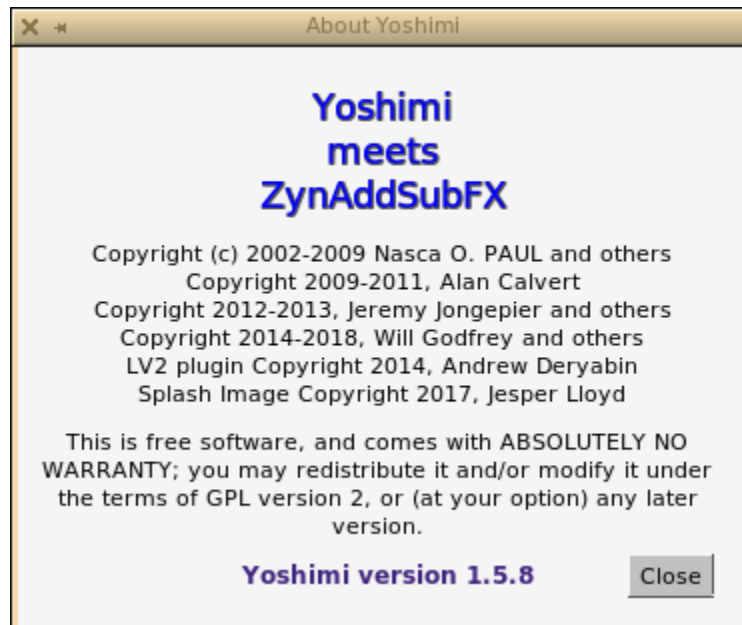 About Yoshimi
Yoshimi
meets
ZynAddSubFX
Copyright (c) 2002-2009 Nasca O. PAUL and others
Copyright 2009-2011, Alan Calvert
Copyright 2012-2013, Jeremy Jongepier and others
Copyright 2014-2018, Will Godfrey and others
LV2 plugin Copyright 2014, Andrew Deryabin
Splash Image Copyright 2017, Jesper Lloyd
This is free software, and comes with ABSOLUTELY NO
WARRANTY; you may redistribute it and/or modify it under
the terms of GPL version 2, or (at your option) any later
version.
Yoshimi version 1.5.8
Close